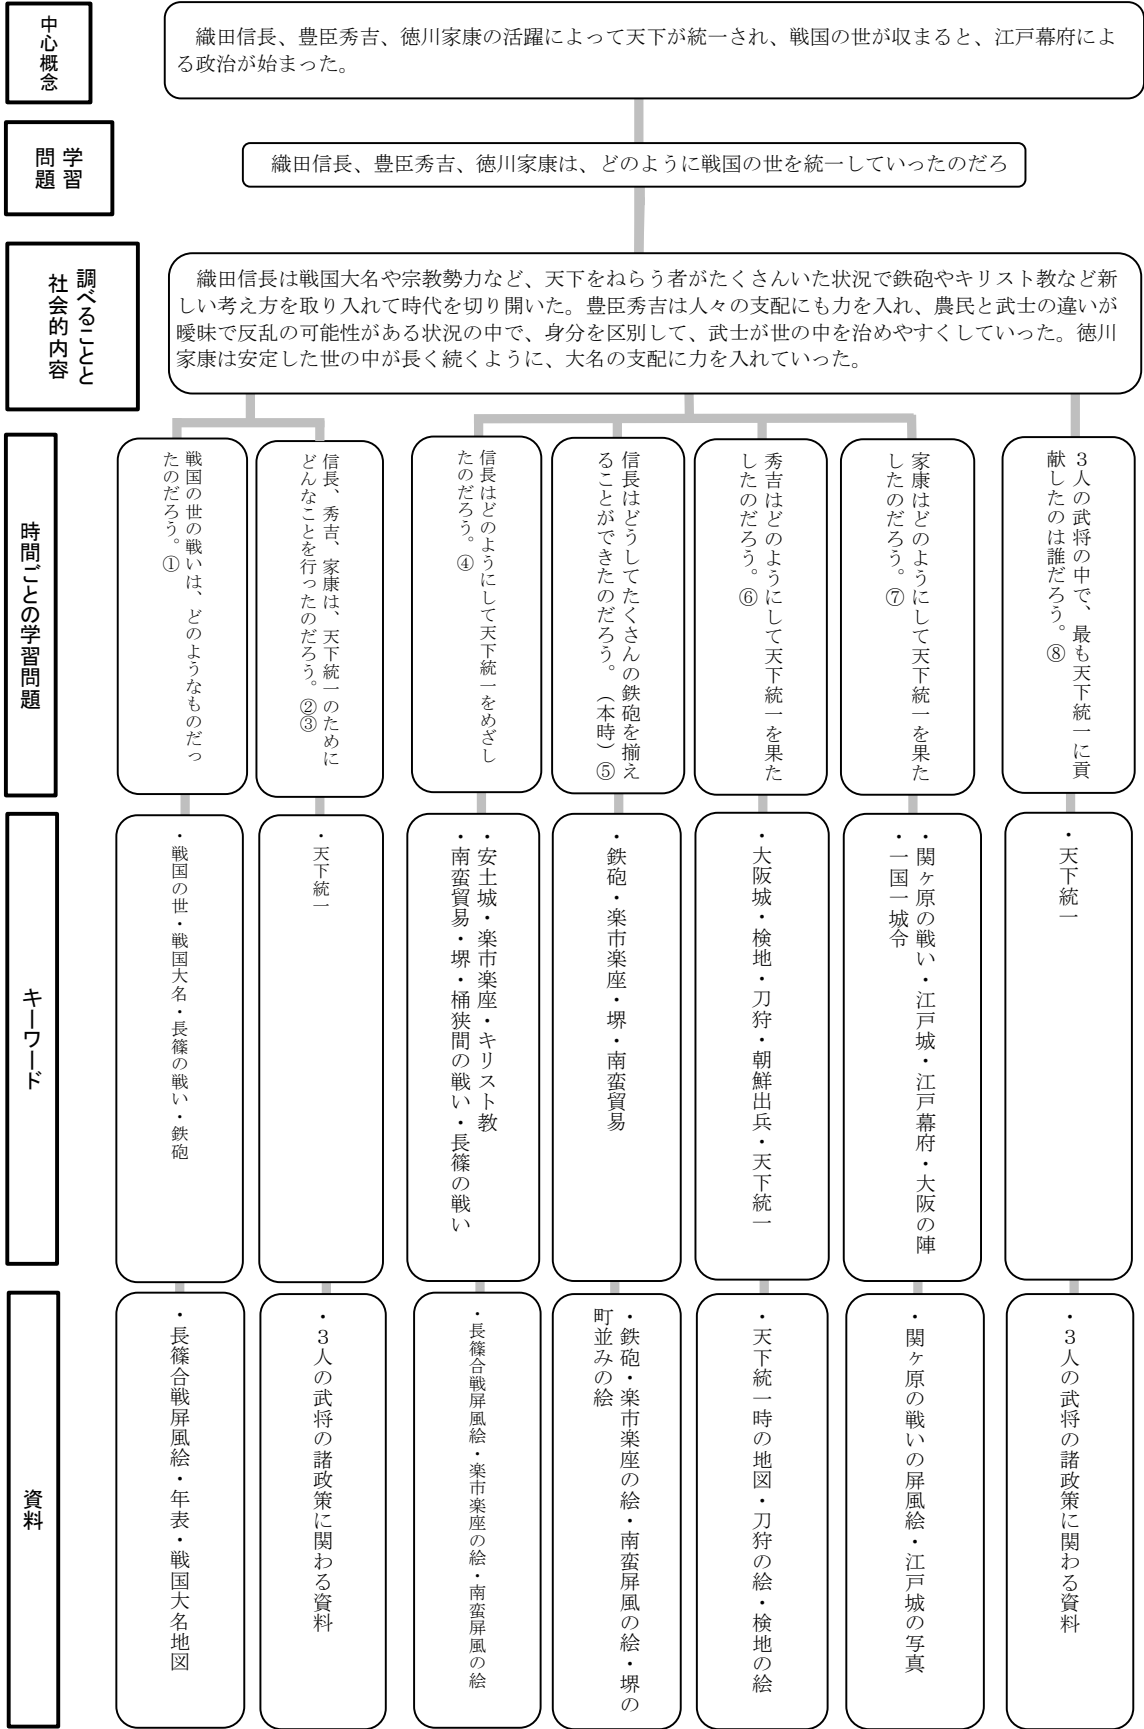 中心概念
織田信長、豊臣秀吉、徳川家康の活躍によって天下が統一され、戦国の世が収まると、江戸幕府によ
る政治が始まった。
学習
問題
織田信長、豊臣秀吉、徳川家康は、どのように戦国の世を統一していったのだろ
調べることと
社会的内容
織田信長は戦国大名や宗教勢力など、天下をねらう者がたくさんいた状況で鉄砲やキリスト教など新
しい考え方を取り入れて時代を切り開いた。豊臣秀吉は人々の支配にも力を入れ、農民と武士の違いが
曖昧で反乱の可能性がある状況の中で、身分を区別して、武士が世の中を治めやすくしていった。徳川
家康は安定した世の中が長く続くように、大名の支配に力を入れていった。
時間ごとの学習問題
戦国の世の戦いは、どのようなものだっ
たのだろう。①
信長、秀吉、家康は、天下統一のために
どんなことを行ったのだろう。②③
信長はどのようにして天下統一をめざし
たのだろう。④
信長はどうしてたくさんの鉄砲を揃え
ることができたのだろう。（本時）⑤
秀吉はどのようにして天下統一を果た
したのだろう。⑥
家康はどのようにして天下統一を果た
したのだろう。⑦
３人の武将の中で、最も天下統一に貢
献したのは誰だろう。⑧
キーワード
・戦国の世・戦国大名・長篠の戦い・鉄砲
・天下統一
・安土城・楽市楽座・キリスト教
・南蛮貿易・堺・桶狭間の戦い・長篠の戦い
・鉄砲・楽市楽座・堺・南蛮貿易
・大阪城・検地・刀狩・朝鮮出兵・天下統一
・関ヶ原の戦い・江戸城・江戸幕府・大阪の陣
・一国一城令
・天下統一
資料
・長篠合戦屏風絵・年表・戦国大名地図
・３人の武将の諸政策に関わる資料
・長篠合戦屏風絵・楽市楽座の絵・南蛮屏風の絵
・鉄砲・楽市楽座の絵・南蛮屏風の絵・堺の
町並みの絵
・天下統一時の地図・刀狩の絵・検地の絵
・関ヶ原の戦いの屏風絵・江戸城の写真
・３人の武将の諸政策に関わる資料